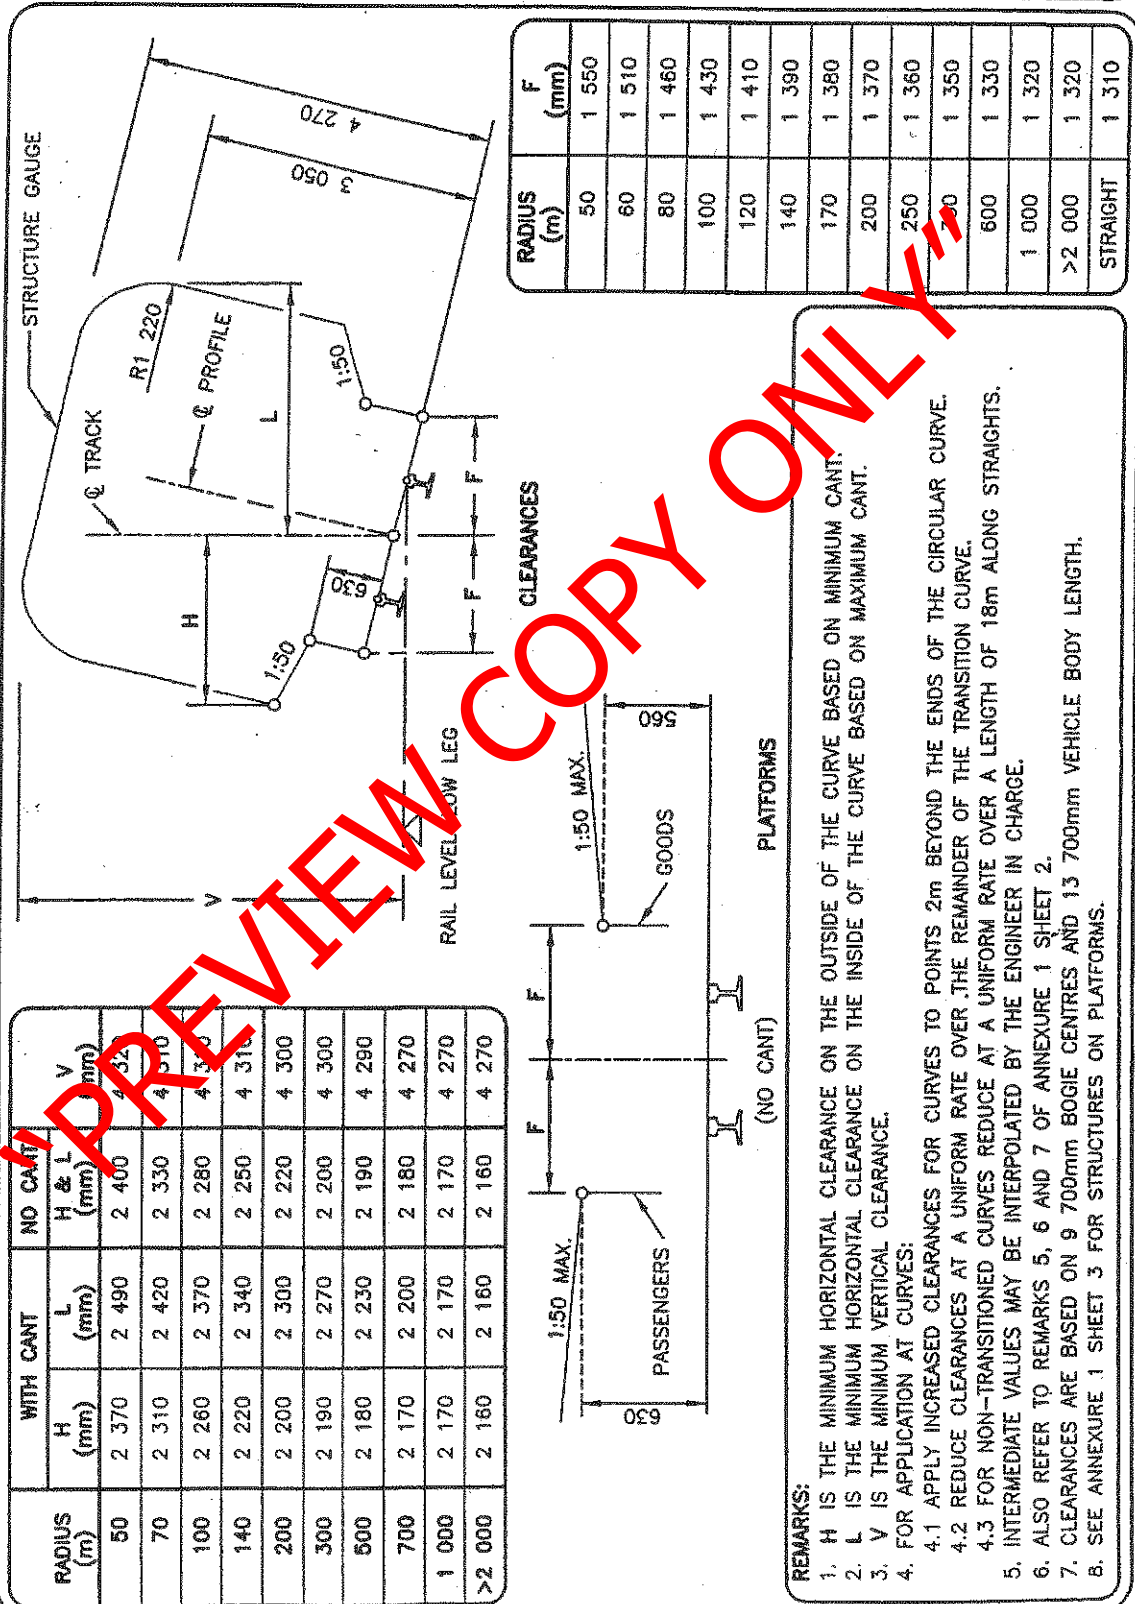 WITH CANT NO CANT
RADIUS (m) H (mm) L (mm) H & L (mm) V (mm)
50 2 370 2 490 2 400 4 320
70 2 310 2 420 2 330 4 310
100 2 260 2 370 2 280
140 2 220 2 340 2 250 4 310
200 2 200 2 300 2 220 4 300
300 2 190 2 270 2 200 4 300
500 2 180 2 230 2 190 4 290
700 2 170 2 200 2 180 4 270
1 000 2 170 2 170 2 170 4 270
>2 000 2 160 2 160 2 160 4 270
STRUCTURE GAUGE
℄ TRACK
R1 220
℄ PROFILE
4 270
3 050
H
L
1:50
1:50
630
F
F
V
RAIL LEVEL LOW LEG
CLEARANCES
RADIUS (m) F (mm)
50 1 550
60 1 510
80 1 460
100 1 430
120 1 410
140 1 390
170 1 380
200 1 370
250 1 360
1 350
600 1 330
1 000 1 320
>2 000 1 320
STRAIGHT 1 310
1:50 MAX.
1:50 MAX.
F
F
630
560
PASSENGERS
GOODS
(NO CANT)
PLATFORMS
REMARKS:
1. H IS THE MINIMUM HORIZONTAL CLEARANCE ON THE OUTSIDE OF THE CURVE BASED ON MINIMUM CANT.
2. L IS THE MINIMUM HORIZONTAL CLEARANCE ON THE INSIDE OF THE CURVE BASED ON MAXIMUM CANT.
3. V IS THE MINIMUM VERTICAL CLEARANCE.
4. FOR APPLICATION AT CURVES:
4.1 APPLY INCREASED CLEARANCES FOR CURVES TO POINTS 2m BEYOND THE ENDS OF THE CIRCULAR CURVE.
4.2 REDUCE CLEARANCES AT A UNIFORM RATE OVER THE REMAINDER OF THE TRANSITION CURVE.
4.3 FOR NON-TRANSITIONED CURVES REDUCE AT A UNIFORM RATE OVER A LENGTH OF 18m ALONG STRAIGHTS.
5. INTERMEDIATE VALUES MAY BE INTERPOLATED BY THE ENGINEER IN CHARGE.
6. ALSO REFER TO REMARKS 5, 6 AND 7 OF ANNEXURE 1 SHEET 2.
7. CLEARANCES ARE BASED ON 9 700mm BOGIE CENTRES AND 13 700mm VEHICLE BODY LENGTH.
8. SEE ANNEXURE 1 SHEET 3 FOR STRUCTURES ON PLATFORMS.
"PREVIEW COPY ONLY"